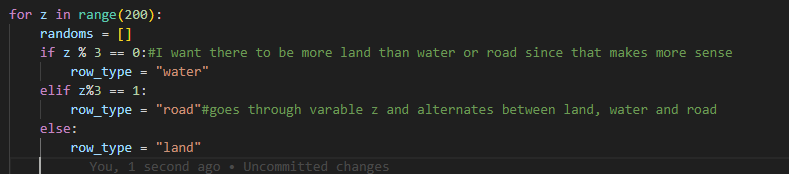 for z in range(200):
    randoms = []
    if z % 3 == 0:#I want there to be more land than water or road since that makes more sense
        row_type = "water"
    elif z%3 == 1:
        row_type = "road"#goes through varable z and alternates between land, water and road
    else:
        row_type = "land"
        You, 1 second ago • Uncommitted changes